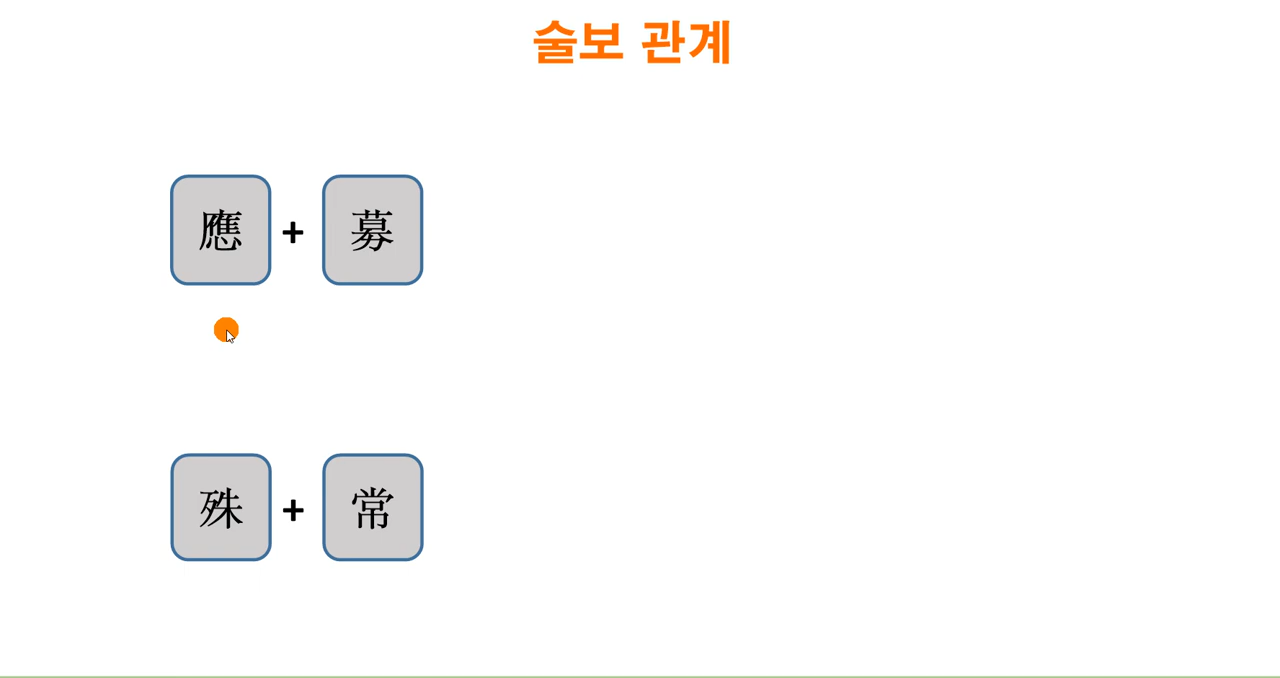 술보 관계
應 + 募
殊 + 常